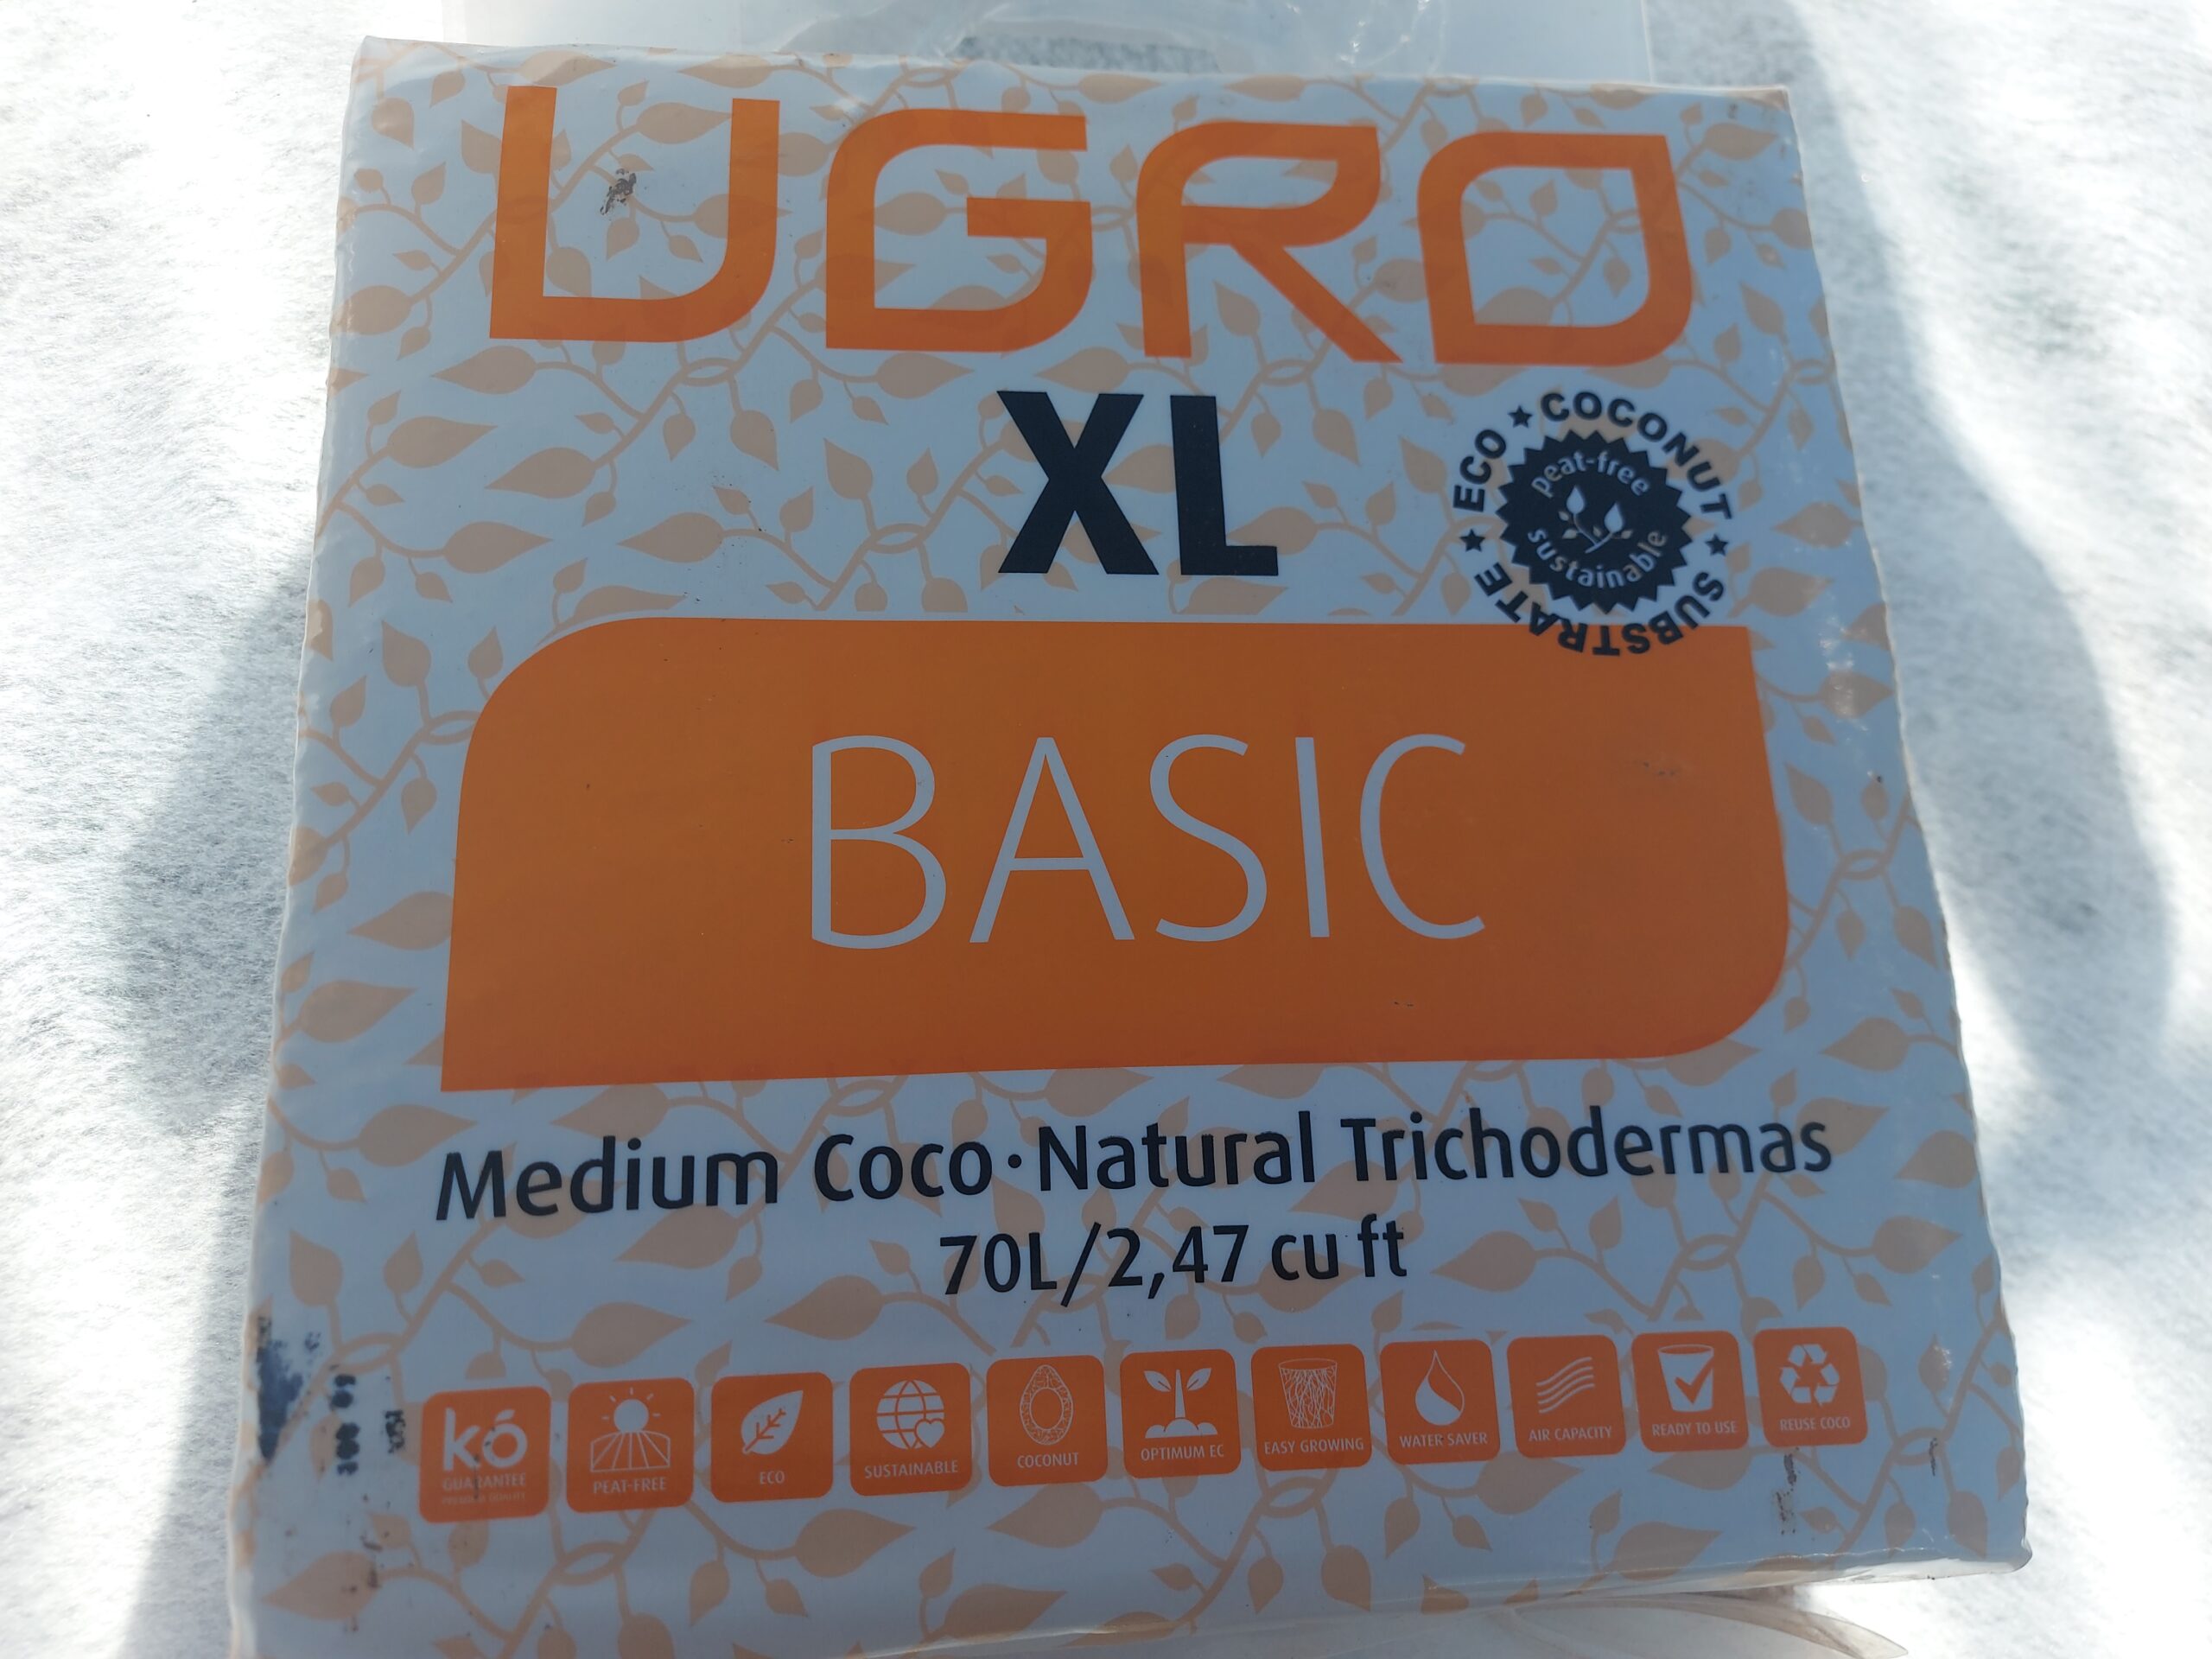 UGRO
XL
ECO ★ COCONUT ★ SUBSTRATE ★
peat-free
sustainable
BASIC
Medium Coco·Natural Trichodermas
70L/2,47 cu ft
kó
GUARANTEE
PEAT-FREE
ECO
SUSTAINABLE
COCONUT
OPTIMUM EC
EASY GROWING
WATER SAVER
AIR CAPACITY
READY TO USE
REUSE COCO